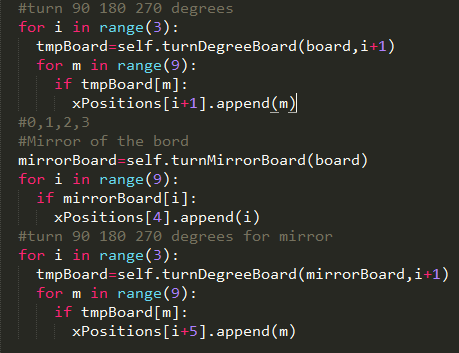 #turn 90 180 270 degrees
for i in range(3):
  tmpBoard=self.turnDegreeBoard(board,i+1)
  for m in range(9):
    if tmpBoard[m]:
      xPositions[i+1].append(m)
#0,1,2,3
#Mirror of the bord
mirrorBoard=self.turnMirrorBoard(board)
for i in range(9):
  if mirrorBoard[i]:
    xPositions[4].append(i)
#turn 90 180 270 degrees for mirror
for i in range(3):
  tmpBoard=self.turnDegreeBoard(mirrorBoard,i+1)
  for m in range(9):
    if tmpBoard[m]:
      xPositions[i+5].append(m)